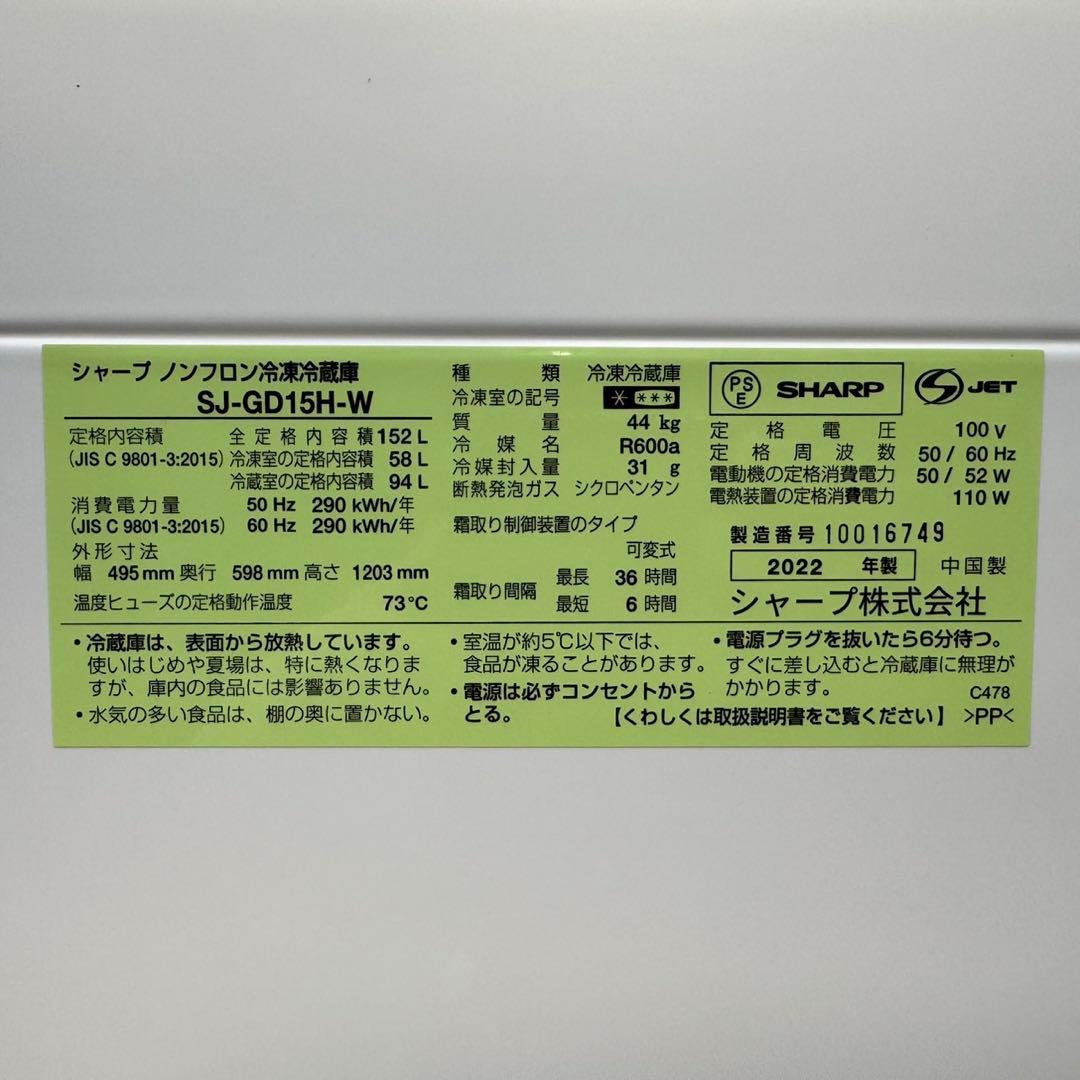 シャープ ノンフロン冷凍冷蔵庫
SJ-GD15H-W
定格内容積 全定格内容積 152 L
(JIS C 9801-3:2015) 冷凍室の定格内容積 58 L
冷蔵室の定格内容積 94 L
消費電力量 50 Hz 290 kWh/年
(JIS C 9801-3:2015) 60 Hz 290 kWh/年
外形寸法
幅 495 mm 奥行 598 mm 高さ 1203 mm
温度ヒューズの定格動作温度 73℃
種類 冷凍冷蔵庫
冷凍室の記号 * ***
質量 44 kg
冷媒名 R600a
冷媒封入量 31 g
断熱発泡ガス シクロペンタン
霜取り制御装置のタイプ
可変式
霜取り間隔 最長 36 時間
最短 6 時間
PSE SHARP JET
定格電圧 100 V
定格周波数 50 / 60 Hz
電動機の定格消費電力 50 / 52 W
電熱装置の定格消費電力 110 W
製造番号 10016749
2022 年製 中国製
シャープ株式会社
・冷蔵庫は、表面から放熱しています。
使いはじめや夏場は、特に熱くなりま
すが、庫内の食品には影響ありません。
・水気の多い食品は、棚の奥に置かない。
・室温が約5℃以下では、
食品が凍ることがあります。
・電源は必ずコンセントから
とる。
・電源プラグを抜いたら6分待つ。
すぐに差し込むと冷蔵庫に無理が
かかります。 C478
【くわしくは取扱説明書をご覧ください】 >PP<